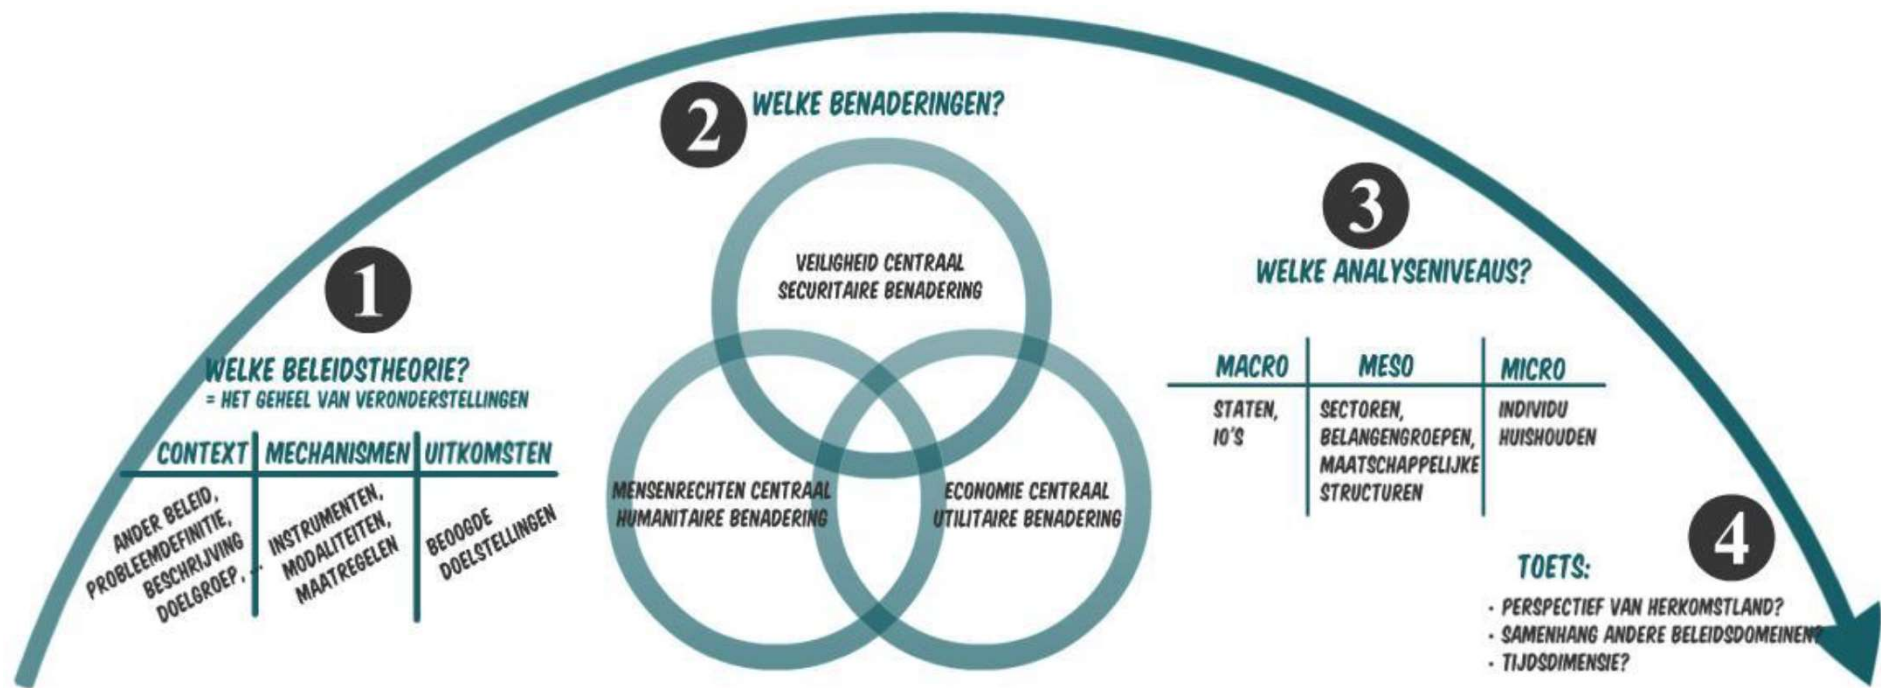 1
WELKE BELEIDSTHEORIE?
= HET GEHEEL VAN VERONDERSTELLINGEN
CONTEXT
ANDER BELEID,
PROBLEEMDEFINITIE,
BESCHRIJVING
DOELGROEP, ...
MECHANISMEN
INSTRUMENTEN,
MODALITEITEN,
MAATREGELEN
UITKOMSTEN
BEOOGDE
DOELSTELLINGEN
2
WELKE BENADERINGEN?
VEILIGHEID CENTRAAL
SECURITAIRE BENADERING
MENSENRECHTEN CENTRAAL
HUMANITAIRE BENADERING
ECONOMIE CENTRAAL
UTILITAIRE BENADERING
3
WELKE ANALYSENIVEAUS?
MACRO
STATEN,
IO'S
MESO
SECTOREN,
BELANGENGROEPEN,
MAATSCHAPPELIJKE
STRUCTUREN
MICRO
INDIVIDU
HUISHOUDEN
4
TOETS:
· PERSPECTIEF VAN HERKOMSTLAND?
· SAMENHANG ANDERE BELEIDSDOMEINEN?
· TIJDSDIMENSIE?